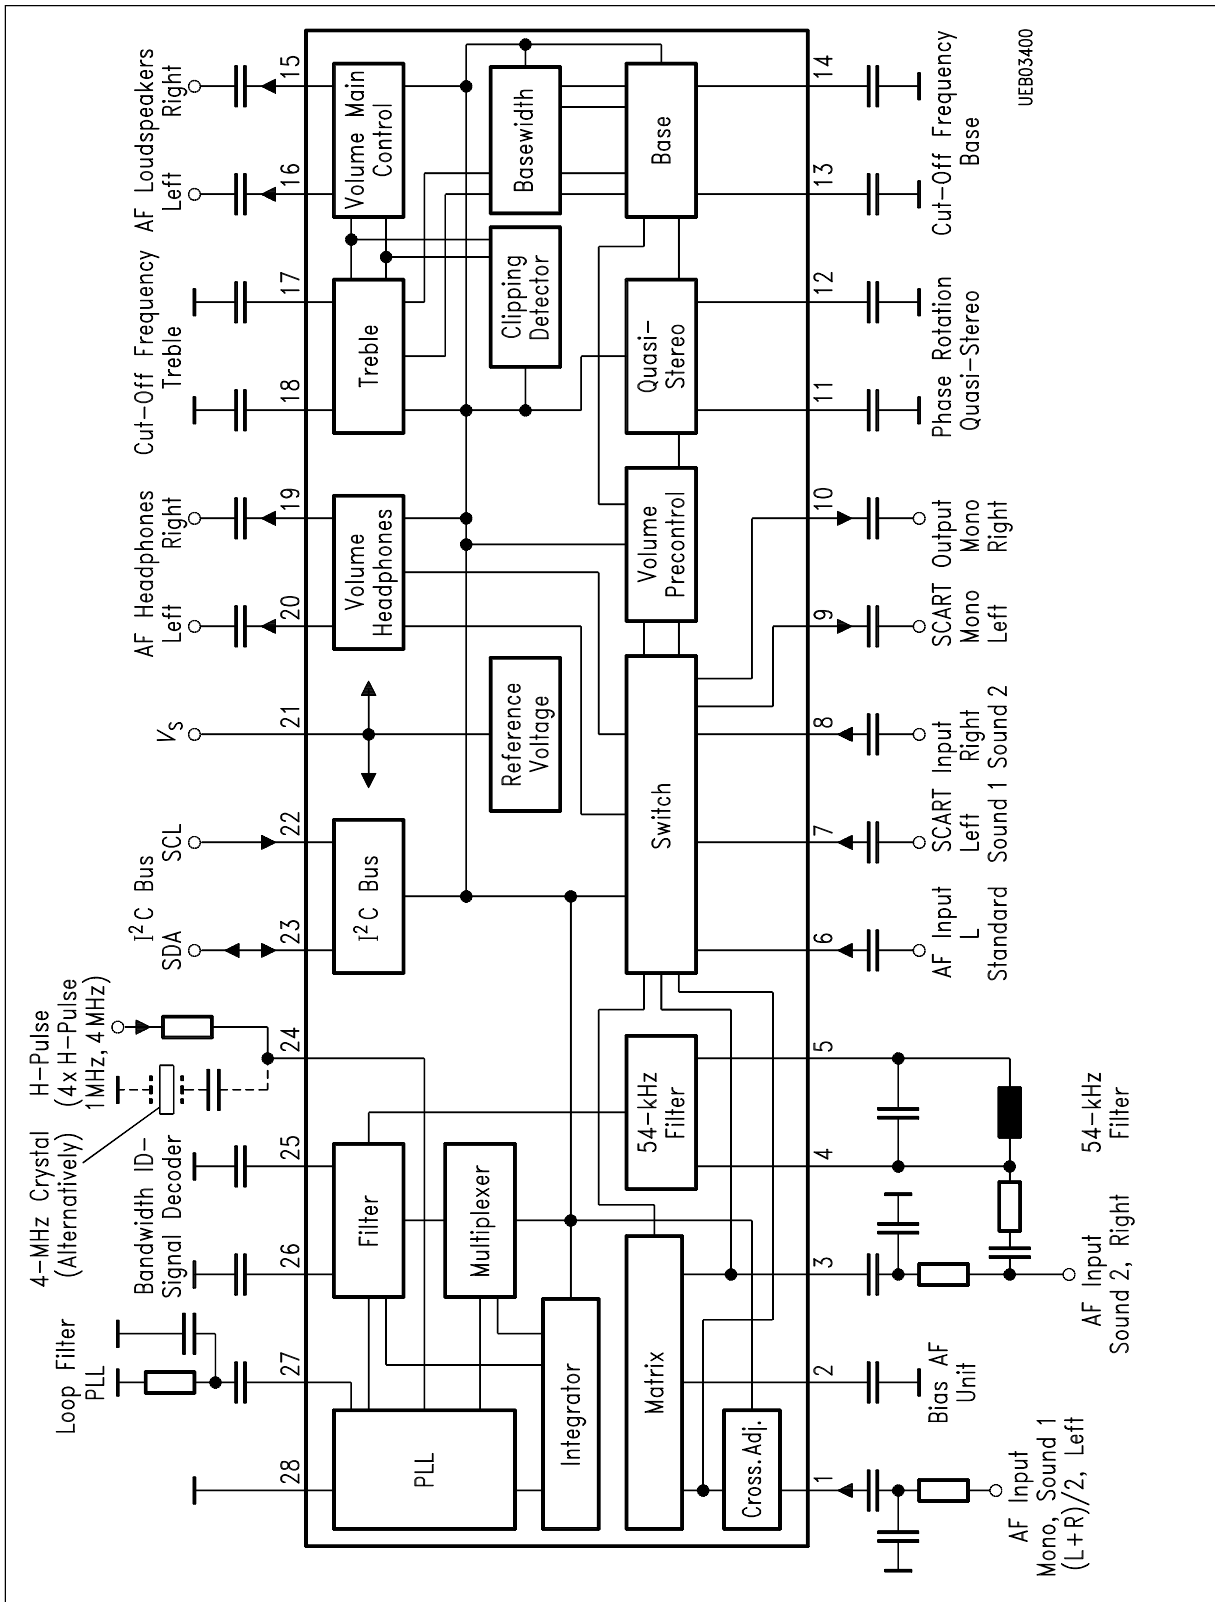 Loop Filter
PLL
4-MHz Crystal
(Alternatively)
Bandwidth ID-
Signal Decoder
H-Pulse
(4x H-Pulse
1MHz, 4MHz)
I²C Bus
SDA
SCL
VS
AF Headphones
Left
Right
Cut-Off Frequency
Treble
AF Loudspeakers
Left
Right
28
27
26
25
24
23
22
21
20
19
18
17
16
15
PLL
Filter
Multiplexer
Integrator
I²C Bus
Reference
Voltage
Volume
Headphones
Treble
Clipping
Detector
Volume Main
Control
Basewidth
Matrix
Cross.Adj.
54-kHz
Filter
Switch
Volume
Precontrol
Quasi-
Stereo
Base
1
2
3
4
5
6
7
8
9
10
11
12
13
14
AF Input
Mono, Sound 1
(L+R)/2, Left
Bias AF
Unit
AF Input
Sound 2, Right
54-kHz
Filter
AF Input
L
Standard
SCART Input
Left Right
Sound 1 Sound 2
SCART Output
Mono Mono
Left Right
Phase Rotation
Quasi-Stereo
Cut-Off Frequency
Base
UEB03400